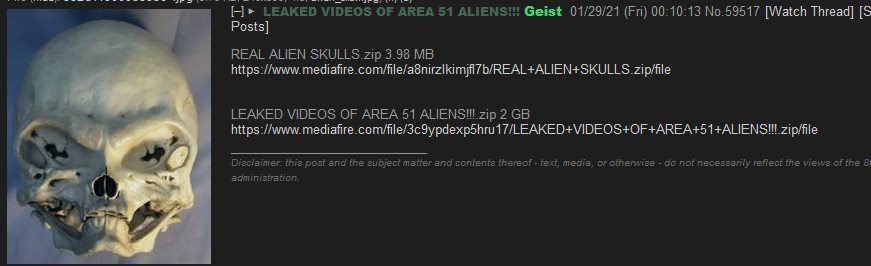 [–] ▶ LEAKED VIDEOS OF AREA 51 ALIENS!!! Geist 01/29/21 (Fri) 00:10:13 No.59517 [Watch Thread] [S
Posts]
REAL ALIEN SKULLS.zip 3.98 MB
https://www.mediafire.com/file/a8nirzlkimjfl7b/REAL+ALIEN+SKULLS.zip/file
LEAKED VIDEOS OF AREA 51 ALIENS!!!.zip 2 GB
https://www.mediafire.com/file/3c9ypdexp5hru17/LEAKED+VIDEOS+OF+AREA+51+ALIENS!!!.zip/file
Disclaimer: this post and the subject matter and contents thereof - text, media, or otherwise - do not necessarily reflect the views of the 8k
administration.